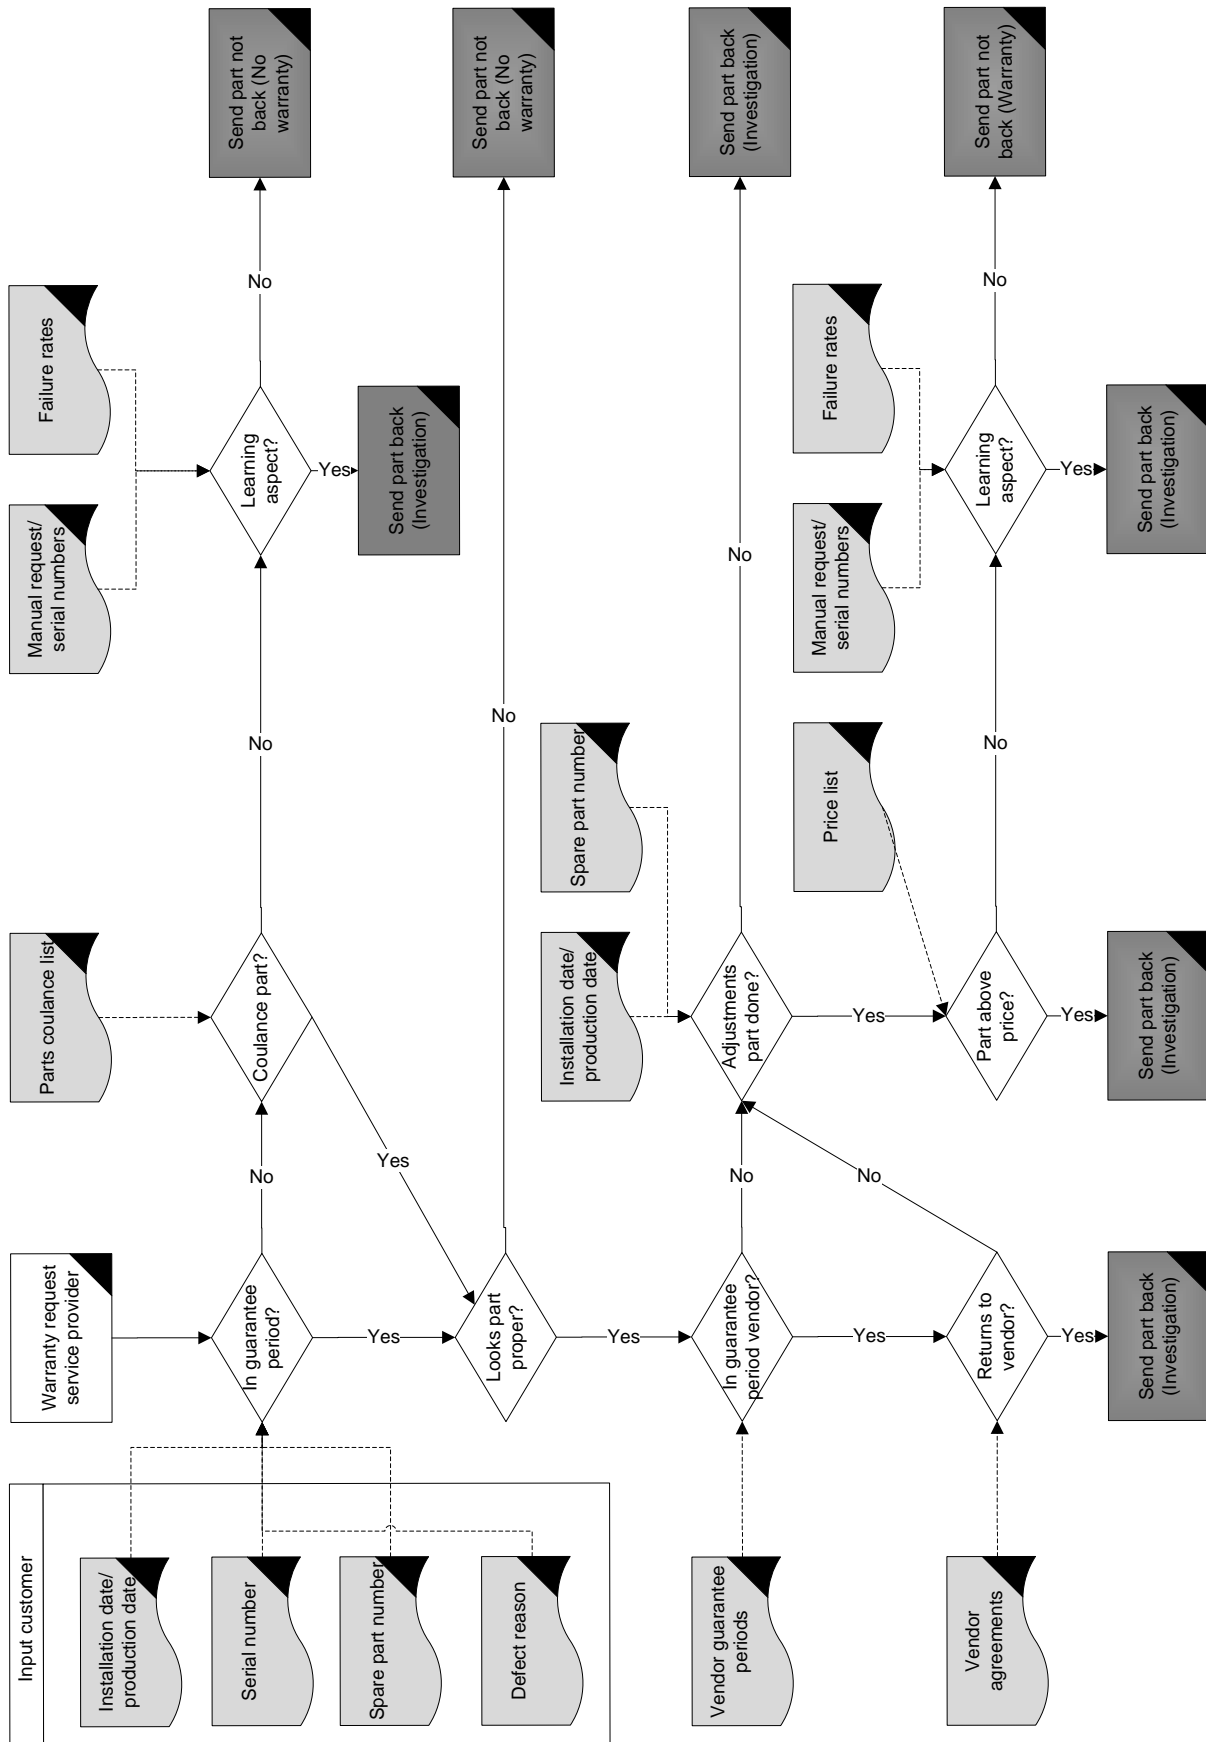 Input customer
Installation date/
production date
Serial number
Spare part number
Defect reason
Vendor guarantee
periods
Vendor
agreements
Warranty request
service provider
In guarantee
period?
Yes
No
Looks part
proper?
Yes
In guarantee
period vendor?
Yes
No
Returns to
vendor?
Yes
No
Send part back
(Investigation)
Parts coulance list
Coulance part?
Yes
No
Installation date/
production date
Spare part number
Adjustments
part done?
Yes
No
Price list
Part above
price?
Yes
No
Send part back
(Investigation)
No
Manual request/
serial numbers
Failure rates
Learning
aspect?
Yes
No
Send part back
(Investigation)
Manual request/
serial numbers
Failure rates
Learning
aspect?
Yes
No
Send part back
(Investigation)
Send part not
back (No
warranty)
Send part not
back (No
warranty)
Send part back
(Investigation)
Send part not
back (Warranty)